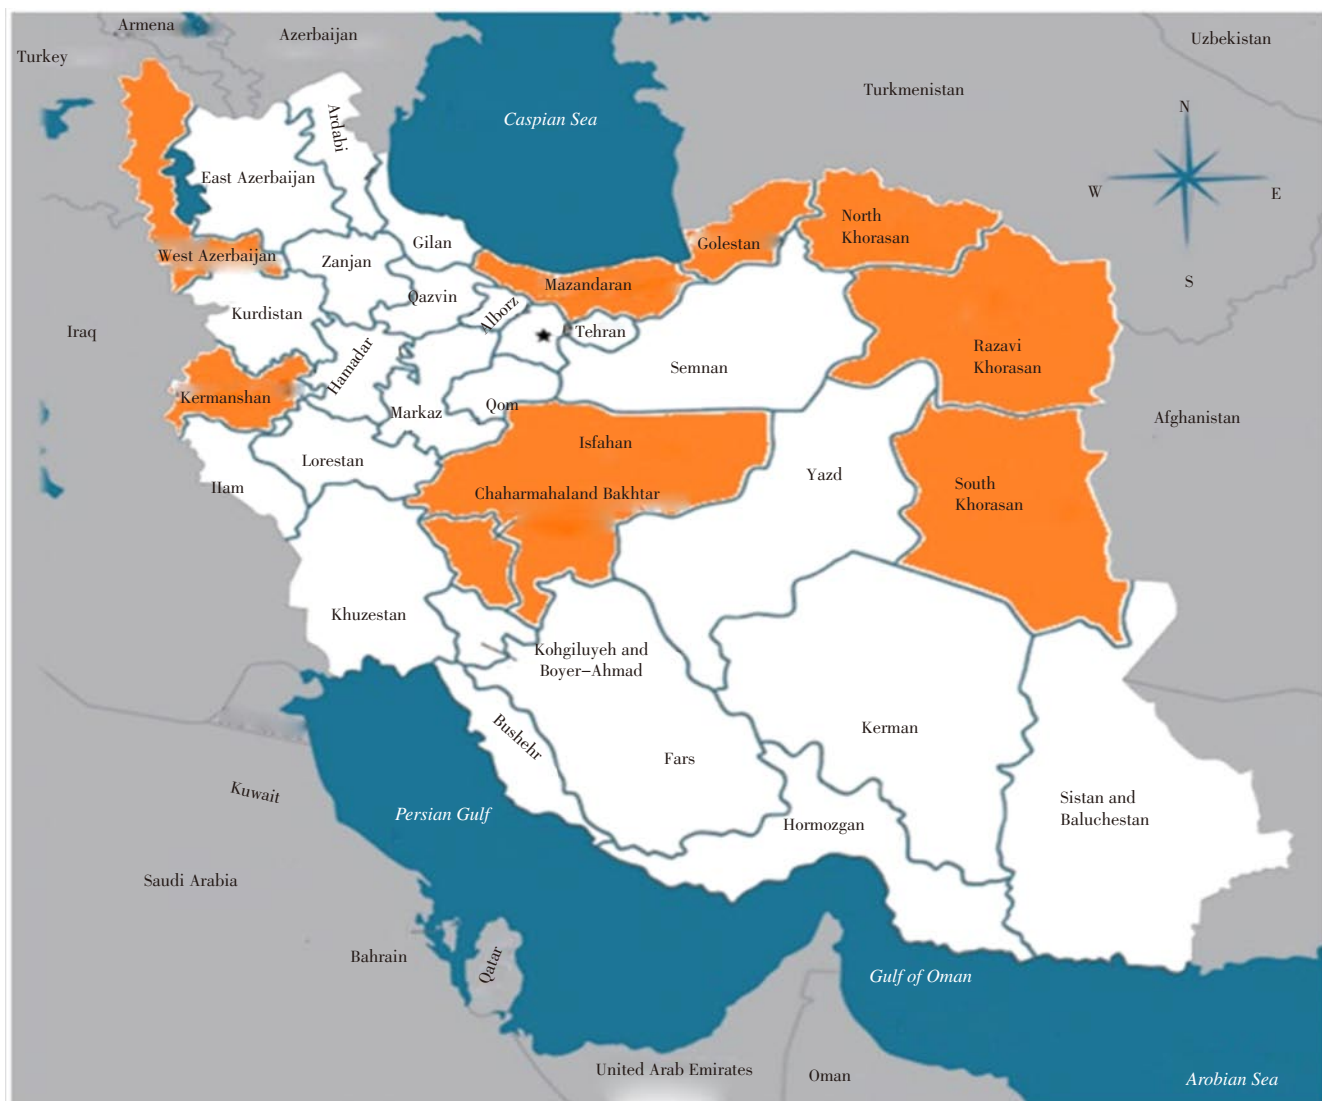 Armena
Azerbaijan
Uzbekistan
Turkey
Turkmenistan
N
Caspian Sea
Ardabi
East Azerbaijan
W
E
North
Khorasan
Gilan
Golestan
West Azerbaijan
Zanjan
S
Mazandaran
Qazvin
Alborz
Kurdistan
Iraq
Tehran
Razavi
Khorasan
Hamadar
Semnan
Kermanshan
Qom
Markaz
Afghanistan
Isfahan
Lorestan
Yazd
Ilam
South
Khorasan
Chaharmahaland Bakhtar
Khuzestan
Kohgiluyeh and
Boyer-Ahmad
Bushehr
Kerman
Fars
Kuwait
Sistan and
Baluchestan
Persian Gulf
Hormozgan
Saudi Arabia
Bahrain
Qatar
Gulf of Oman
United Arab Emirates
Oman
Arobian Sea